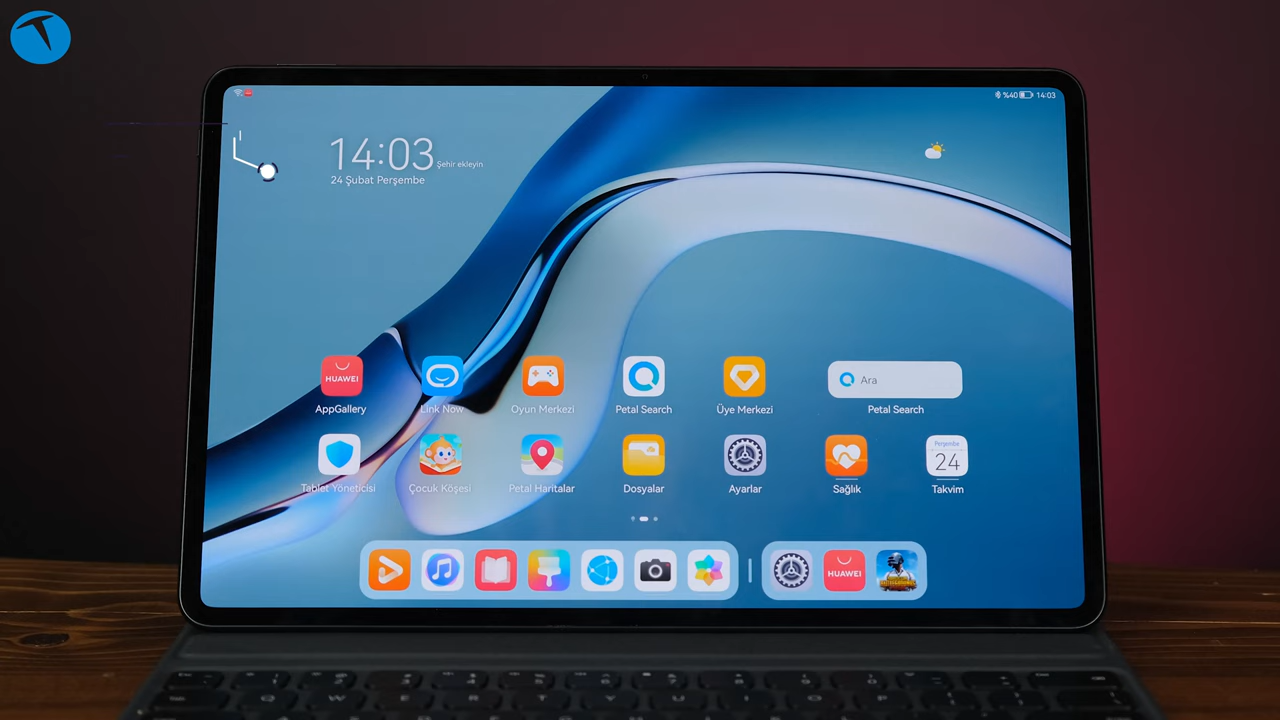 %40 14:03
14:03 Şehir ekleyin
24 Şubat Perşembe
HUAWEI
AppGallery
Link Now
Oyun Merkezi
Petal Search
Üye Merkezi
Ara
Petal Search
Tablet Yöneticisi
Çocuk Köşesi
Petal Haritalar
Dosyalar
Ayarlar
Sağlık
Perşembe
24
Takvim
HUAWEI